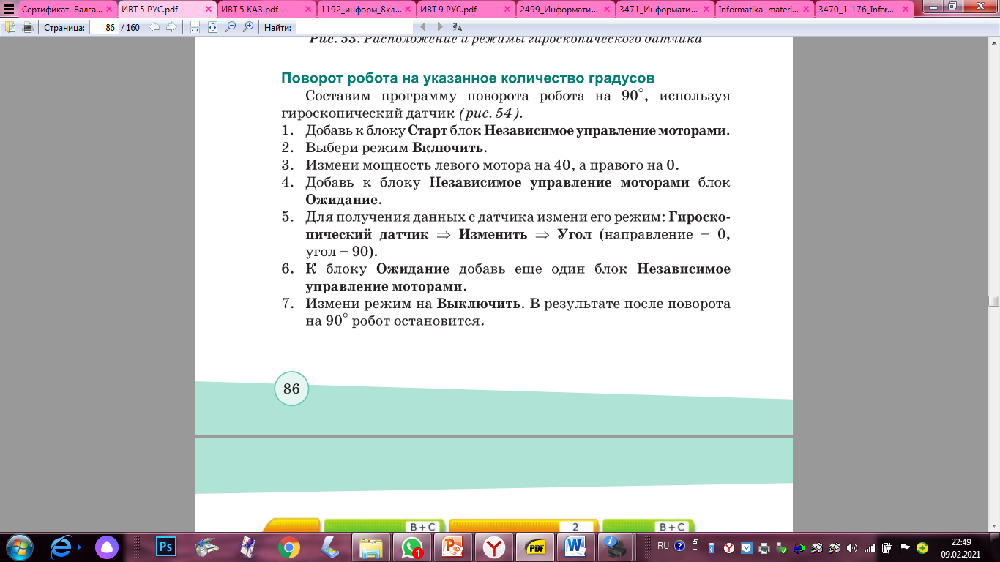 Сертификат Балга...
ИВТ 5 РУС.pdf
ИВТ 5 КАЗ.pdf
1192_информ_8кл...
ИВТ 9 РУС.pdf
2499_Информати...
3471_Информати...
Informatika materi...
3470_1-176_Infor...
Страница: 86 / 160
Найти:
Рис. 53. Расположение и режимы гироскопического датчика
Поворот робота на указанное количество градусов
Составим программу поворота робота на 90°, используя
гироскопический датчик (рис. 54).
1. Добавь к блоку Старт блок Независимое управление моторами.
2. Выбери режим Включить.
3. Измени мощность левого мотора на 40, а правого на 0.
4. Добавь к блоку Независимое управление моторами блок
Ожидание.
5. Для получения данных с датчика измени его режим: Гироско-
пический датчик ⇒ Изменить ⇒ Угол (направление – 0,
угол – 90).
6. К блоку Ожидание добавь еще один блок Независимое
управление моторами.
7. Измени режим на Выключить. В результате после поворота
на 90° робот остановится.
86
B + C
2
B + C
Ps
1
PDF
RU
22:49
09.02.2021